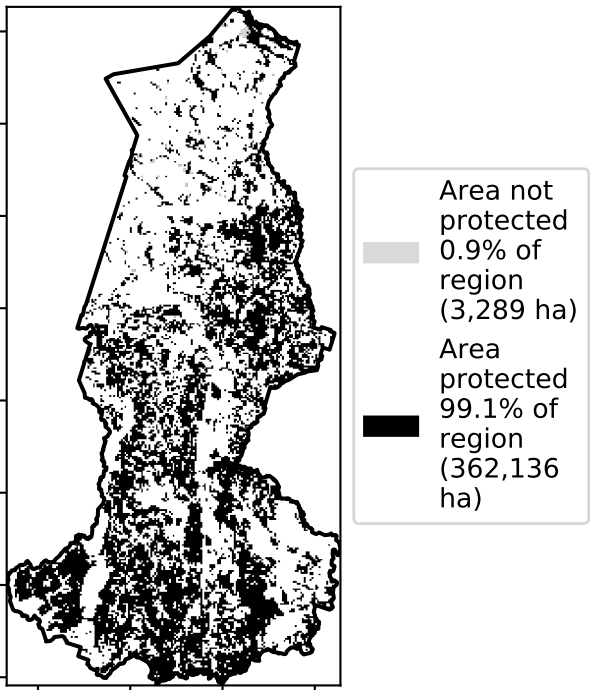 Area not
protected
0.9% of
region
(3,289 ha)
Area
protected
99.1% of
region
(362,136
ha)